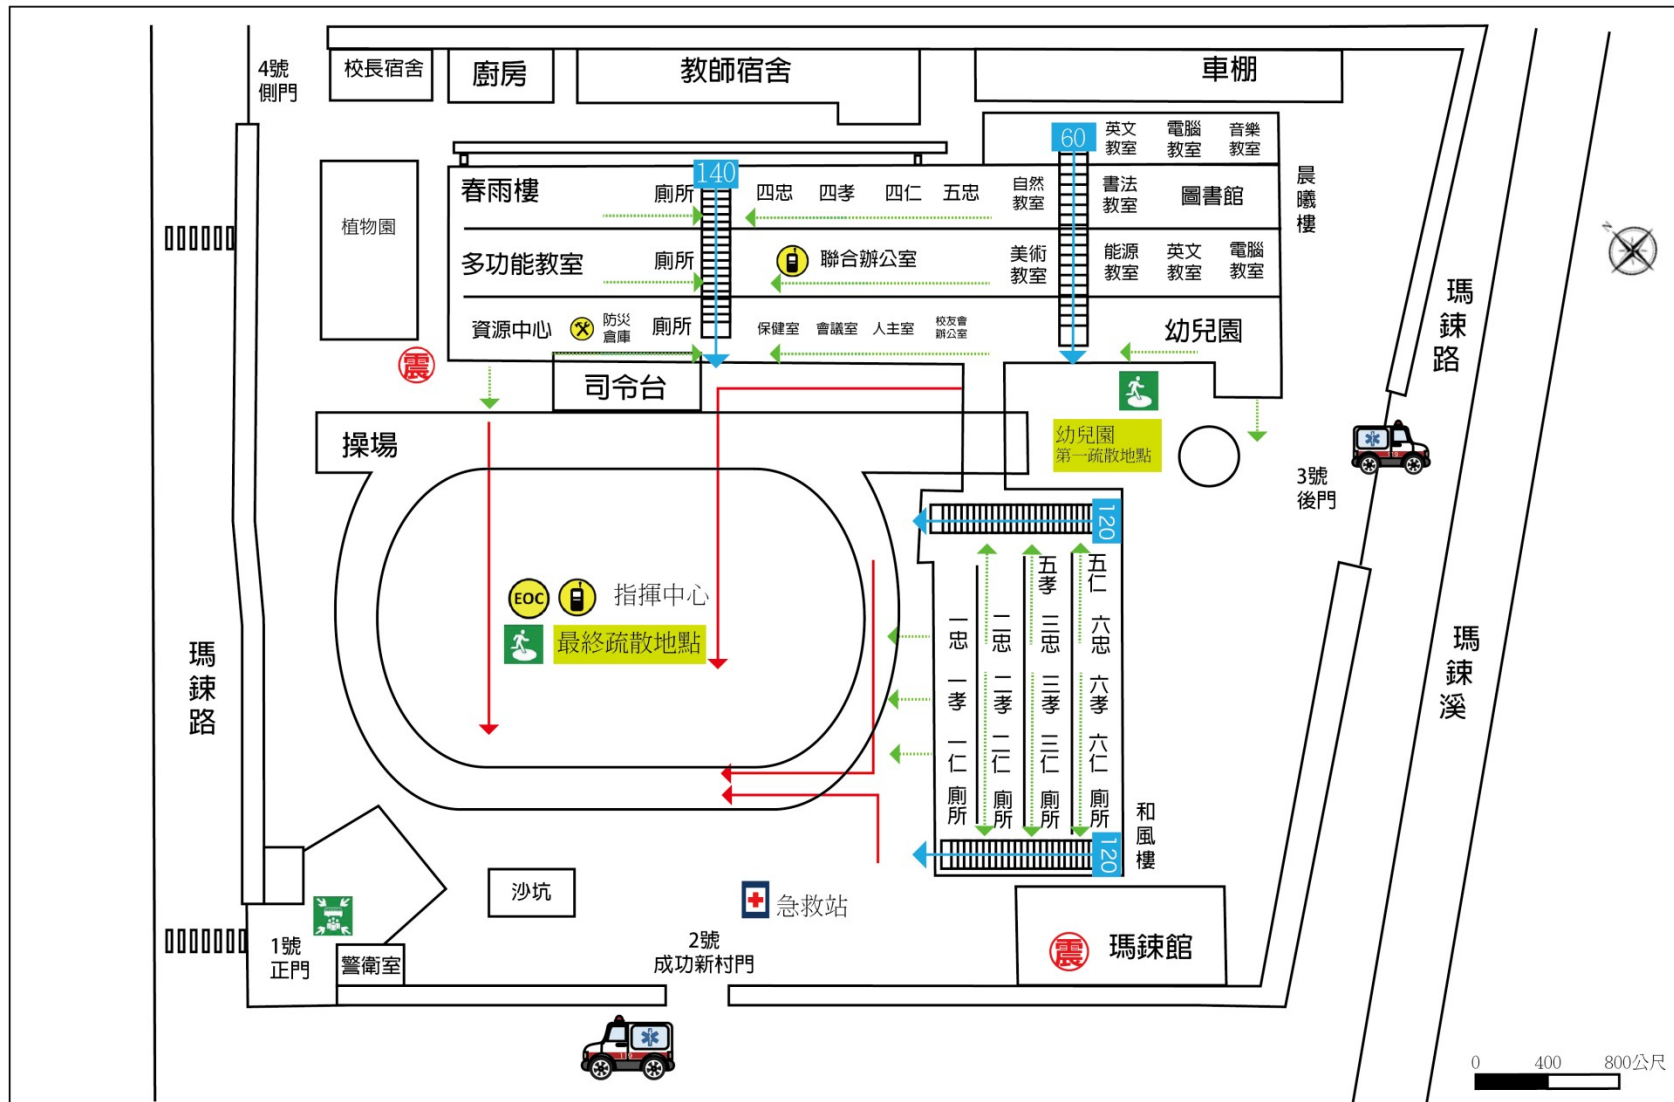 4號
側門
校長宿舍
廚房
教師宿舍
車棚
60
英文
教室
電腦
教室
音樂
教室
晨曦樓
植物園
春雨樓
廁所
140
四忠
四孝
四仁
五忠
自然
教室
書法
教室
圖書館
多功能教室
廁所
聯合辦公室
美術
教室
能源
教室
英文
教室
電腦
教室
資源中心
防災
倉庫
廁所
保健室
會議室
人主室
校友會
辦公室
幼兒園
N
瑪鋉路
震
司令台
幼兒園
第一疏散地點
操場
3號
後門
119
120
五孝
五仁
EOC
指揮中心
最終疏散地點
一忠
二忠
三忠
六忠
一孝
二孝
三孝
六孝
一仁
二仁
三仁
六仁
廁所
廁所
廁所
廁所
120
和風樓
瑪鋉路
瑪鋉溪
沙坑
急救站
1號
正門
警衛室
2號
成功新村門
震
瑪鋉館
119
0 400 800公尺